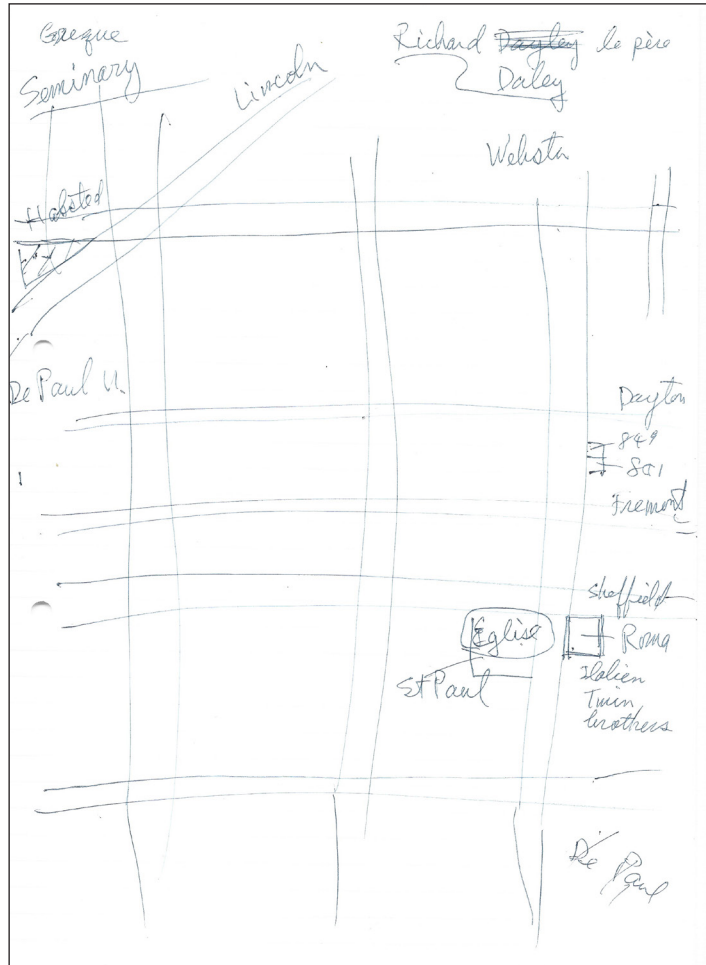 Greque
Seminary
Lincoln
Richard Dayley le père
Daley
Webster
Halsted
De Paul U.
Dayton
849
851
Fremont
Sheffield
Eglise
Roma
St Paul
Italien
Twin
brothers
De Paul